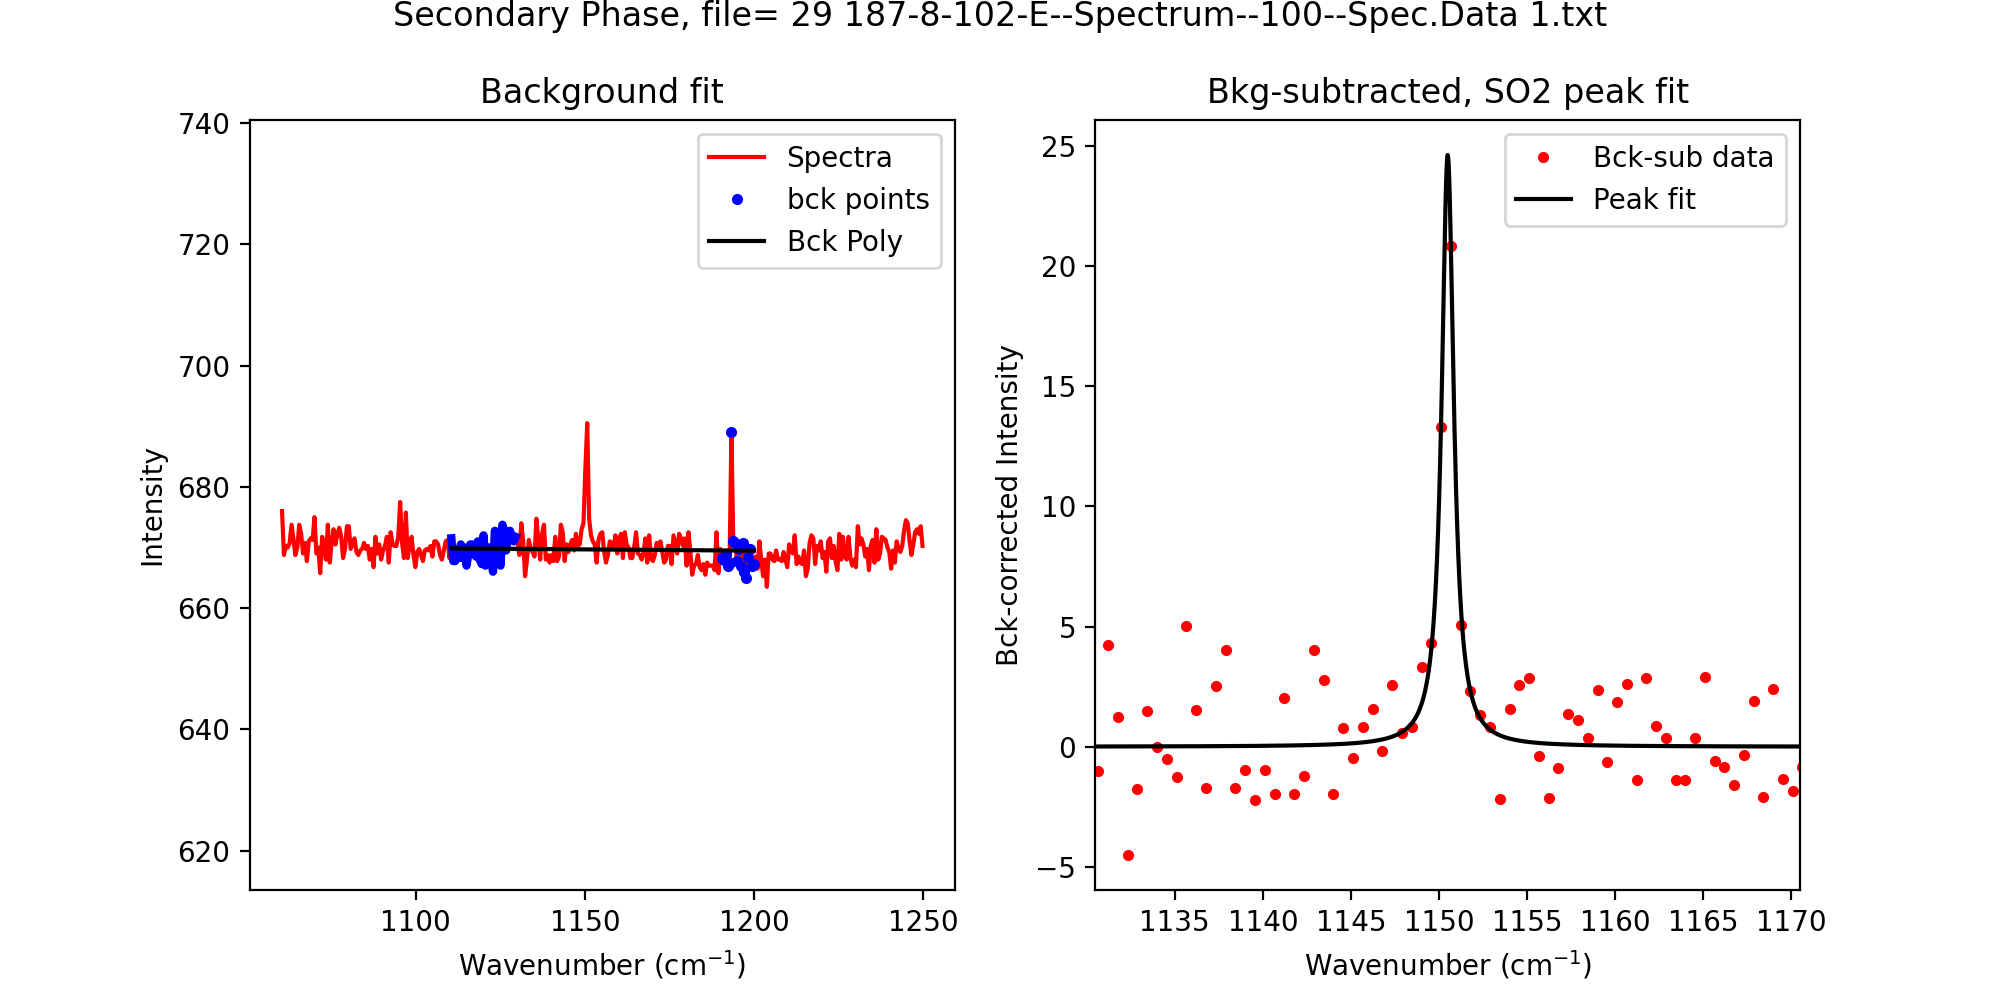 Secondary Phase, file= 29 187-8-102-E--Spectrum--100--Spec.Data 1.txt
Background fit
740
720
700
680
660
640
620
Intensity
Spectra
bck points
Bck Poly
1100
1150
1200
1250
Wavenumber (cm⁻¹)
Bkg-subtracted, SO2 peak fit
25
20
15
10
5
0
−5
Bck-corrected Intensity
Bck-sub data
Peak fit
1135
1140
1145
1150
1155
1160
1165
1170
Wavenumber (cm⁻¹)